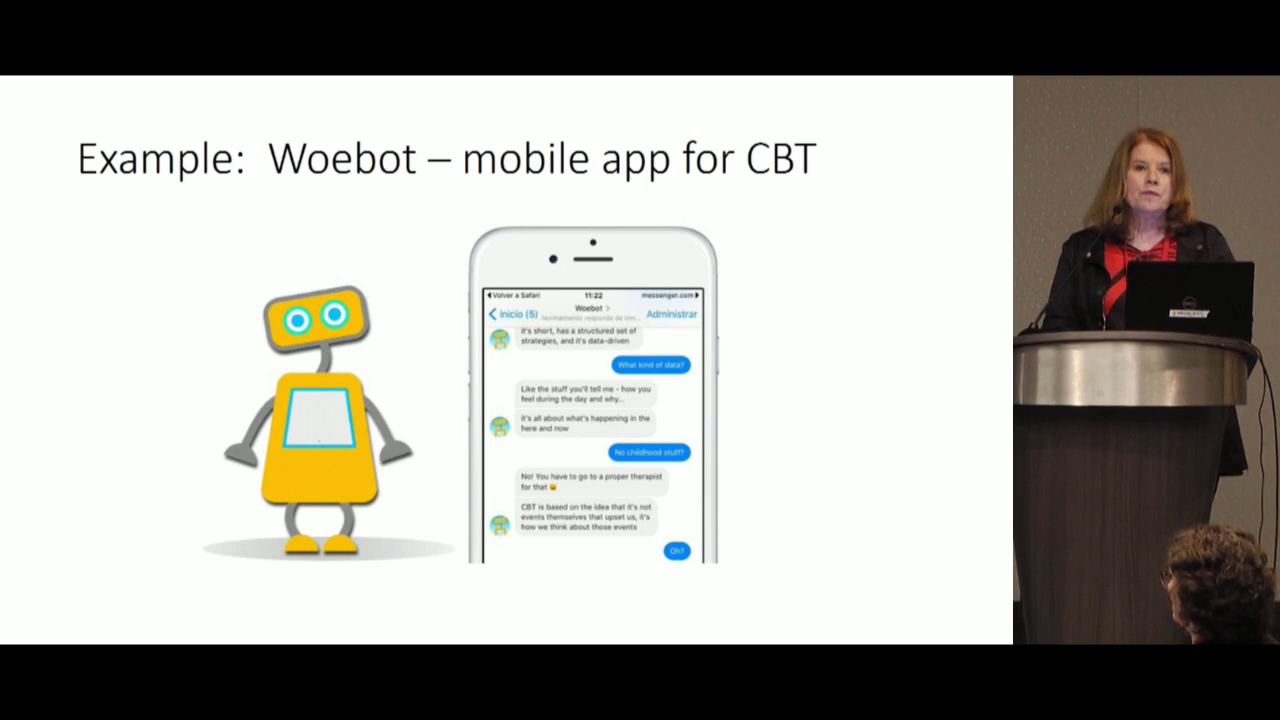 Example:  Woebot – mobile app for CBT
Volver a Safari
11:22
messenger.com
Woebot
Inicio (5)
Normalmente responde de inm...
Administrar
it's short, has a structured set of
strategies, and it's data-driven
What kind of data?
Like the stuff you'll tell me - how you
feel during the day and why...
it's all about what's happening in the
here and now
No childhood stuff?
No! You have to go to a proper therapist
for that 😄
CBT is based on the idea that it's not
events themselves that upset us, it's
how we think about those events
Oh?
DELL